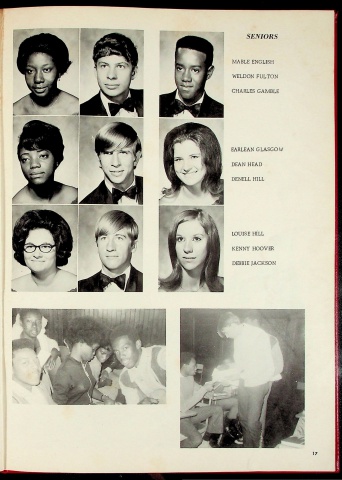 SENIORS
MABLE ENGLISH
WELDON FULTON
CHARLES GAMBLE
EARLEAN GLASGOW
DEAN HEAD
DENELL HILL
LOUISE HILL
KENNY HOOVER
DEBBIE JACKSON
17